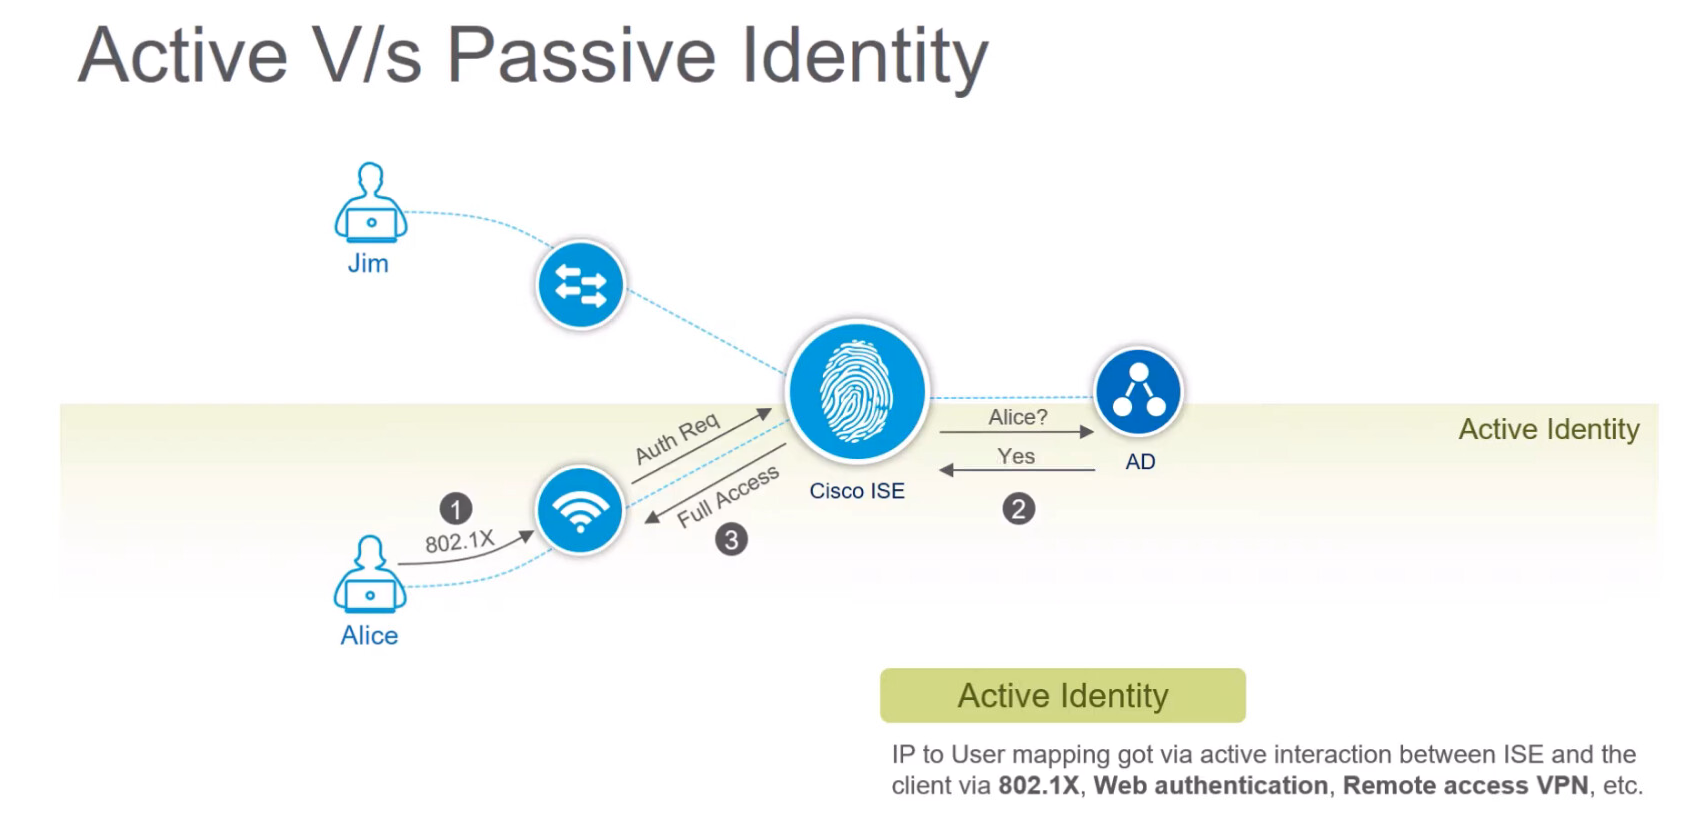 Active V/s Passive Identity
Jim
Auth Req
Alice?
Active Identity
Yes
AD
Full Access
Cisco ISE
1
2
802.1X
3
Alice
Active Identity
IP to User mapping got via active interaction between ISE and the
client via 802.1X, Web authentication, Remote access VPN, etc.